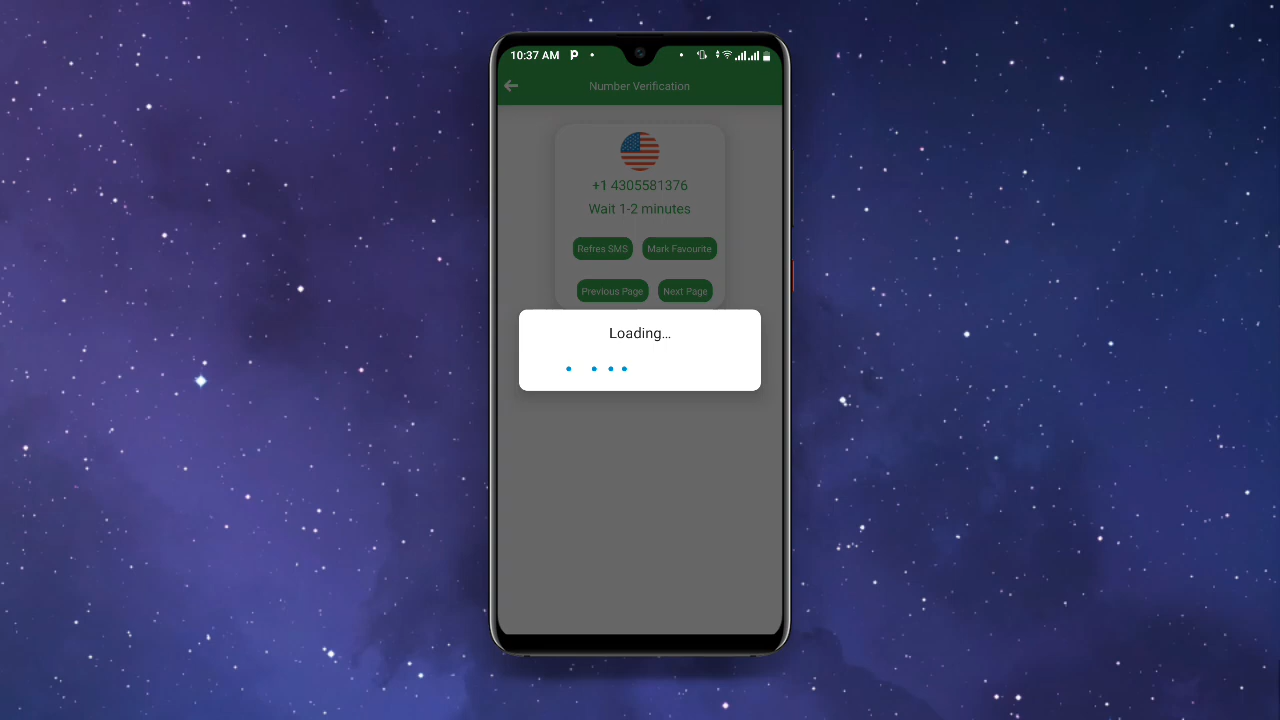 10:37 AM
Number Verification
+1 4305581376
Wait 1-2 minutes
Refres SMS Mark Favourite
Previous Page Next Page
Loading...